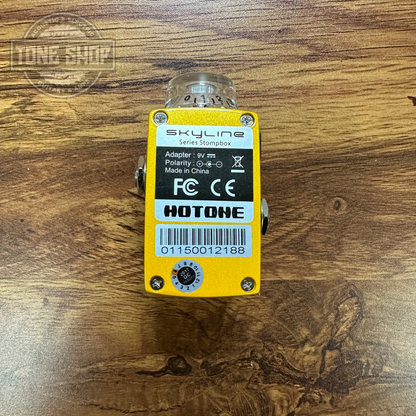 TONE SHOP
SKYLINE
Series Stompbox
Adapter : 9V
Polarity :
Made in China
FC CE
HOTONE
01150012188